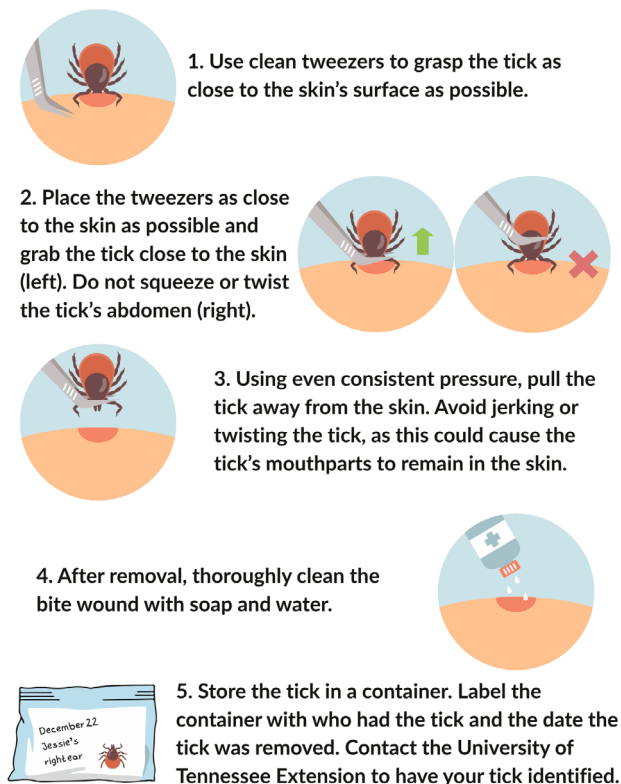 1. Use clean tweezers to grasp the tick as
close to the skin’s surface as possible.
2. Place the tweezers as close
to the skin as possible and
grab the tick close to the skin
(left). Do not squeeze or twist
the tick’s abdomen (right).
3. Using even consistent pressure, pull the
tick away from the skin. Avoid jerking or
twisting the tick, as this could cause the
tick’s mouthparts to remain in the skin.
4. After removal, thoroughly clean the
bite wound with soap and water.
December 22
Jessie's
right ear
5. Store the tick in a container. Label the
container with who had the tick and the date the
tick was removed. Contact the University of
Tennessee Extension to have your tick identified.